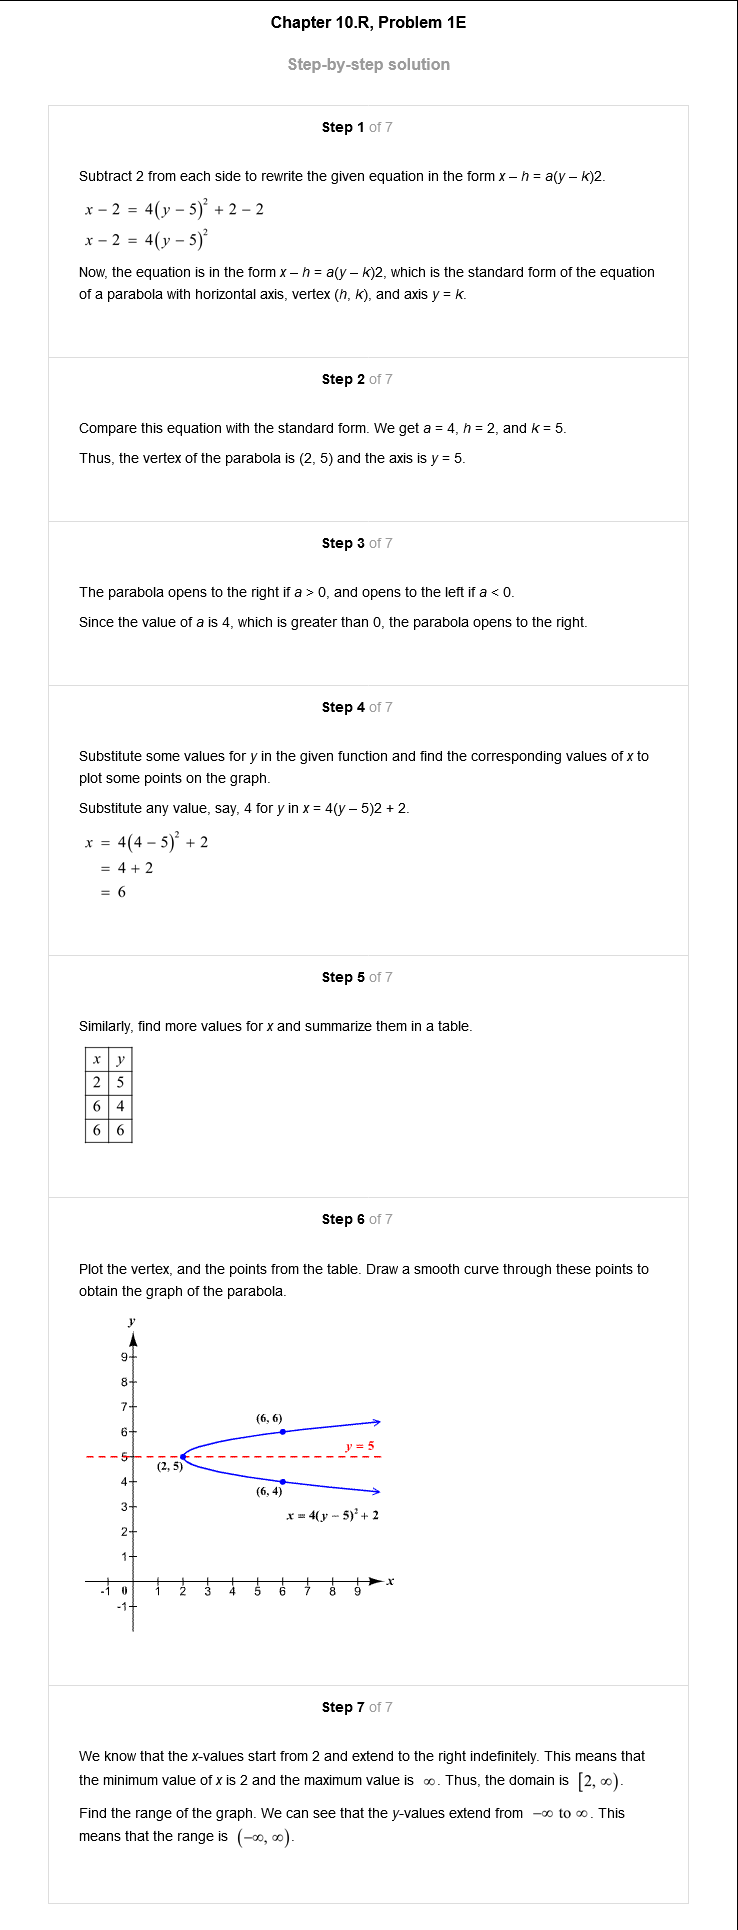 Chapter 10.R, Problem 1E
Step-by-step solution
Step 1 of 7
Subtract 2 from each side to rewrite the given equation in the form x – h = a(y – k)2.
x − 2 = 4(y − 5)² + 2 − 2
x − 2 = 4(y − 5)²
Now, the equation is in the form x – h = a(y – k)2, which is the standard form of the equation
of a parabola with horizontal axis, vertex (h, k), and axis y = k.
Step 2 of 7
Compare this equation with the standard form. We get a = 4, h = 2, and k = 5.
Thus, the vertex of the parabola is (2, 5) and the axis is y = 5.
Step 3 of 7
The parabola opens to the right if a > 0, and opens to the left if a < 0.
Since the value of a is 4, which is greater than 0, the parabola opens to the right.
Step 4 of 7
Substitute some values for y in the given function and find the corresponding values of x to
plot some points on the graph.
Substitute any value, say, 4 for y in x = 4(y – 5)2 + 2.
x = 4(4 − 5)² + 2
= 4 + 2
= 6
Step 5 of 7
Similarly, find more values for x and summarize them in a table.
x y
2 5
6 4
6 6
Step 6 of 7
Plot the vertex, and the points from the table. Draw a smooth curve through these points to
obtain the graph of the parabola.
y
9
8
7
(6, 6)
6
y = 5
5
(2, 5)
4
(6, 4)
3
x = 4(y − 5)² + 2
2
1
x
-1 0 1 2 3 4 5 6 7 8 9
-1
Step 7 of 7
We know that the x-values start from 2 and extend to the right indefinitely. This means that
the minimum value of x is 2 and the maximum value is ∞. Thus, the domain is [2, ∞).
Find the range of the graph. We can see that the y-values extend from −∞ to ∞. This
means that the range is (−∞, ∞).